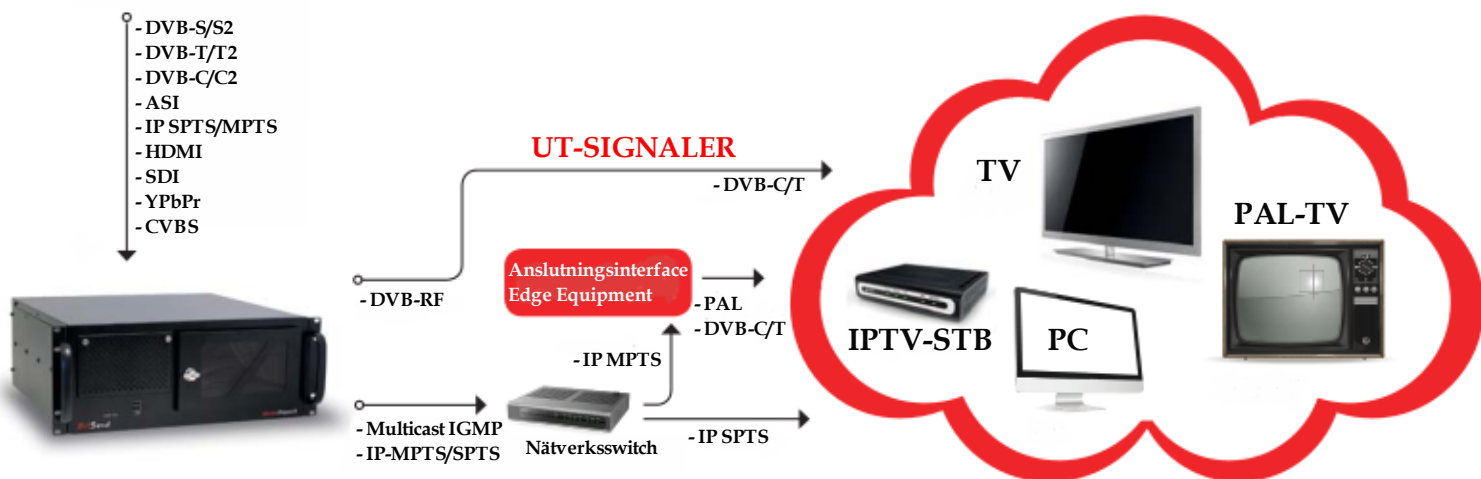 - DVB-S/S2
- DVB-T/T2
- DVB-C/C2
- ASI
- IP SPTS/MPTS
- HDMI
- SDI
- YPbPr
- CVBS
UT-SIGNALER
- DVB-C/T
- DVB-RF
Anslutningsinterface
Edge Equipment
- PAL
- DVB-C/T
- IP MPTS
- Multicast IGMP
- IP-MPTS/SPTS
Nätverksswitch
- IP SPTS
TV
PAL-TV
IPTV-STB
PC